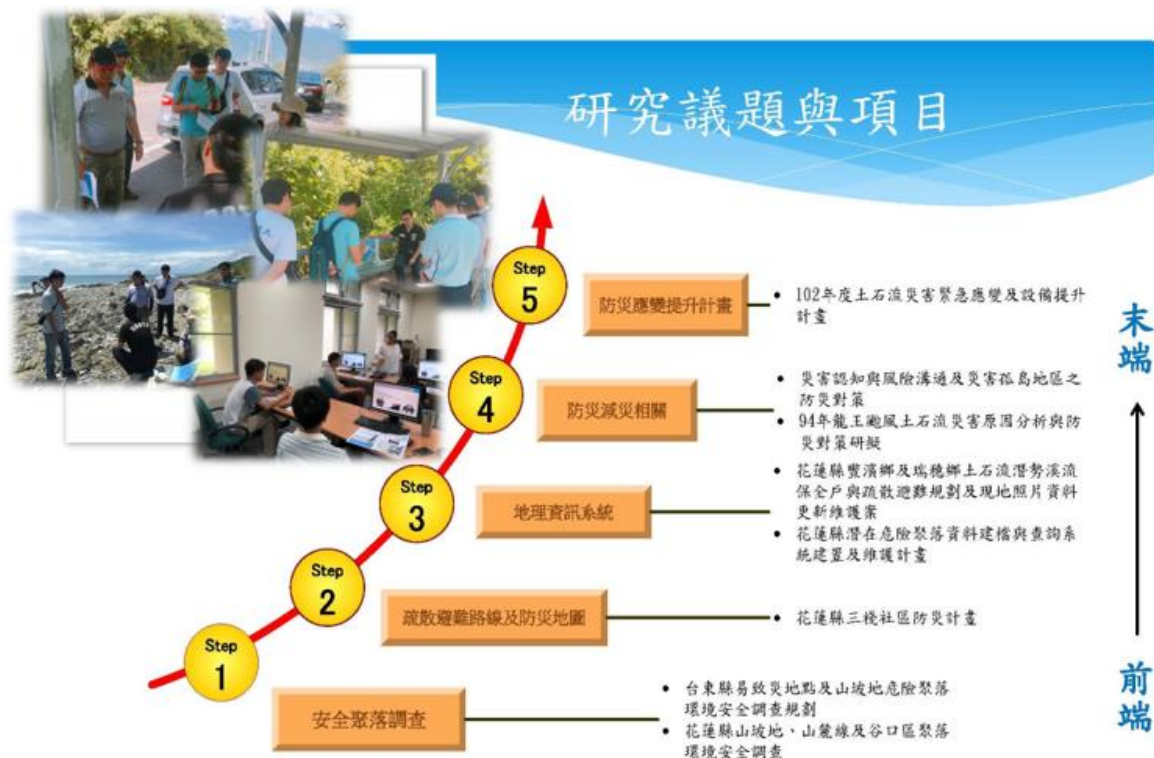 研究議題與項目
Step
5
防災應變提升計畫
102年度土石流災害緊急應變及設備提升
計畫
末端
Step
4
防災減災相關
災害認知與風險溝通及災害孤島地區之
防災對策
94年龍王颱風土石流災害原因分析與防
災對策研擬
Step
3
地理資訊系統
花蓮縣豐濱鄉及瑞穗鄉土石流潛勢溪流
保全戶與疏散避難規劃及現地照片資料
更新維護案
花蓮縣潛在危險聚落資料建檔與查詢系
統建置及維護計畫
Step
2
疏散避難路線及防災地圖
花蓮縣三棧社區防災計畫
Step
1
安全聚落調查
台東縣易致災地點及山坡地危險聚落
環境安全調查規劃
花蓮縣山坡地、山麓線及谷口區聚落
環境安全調查
前端